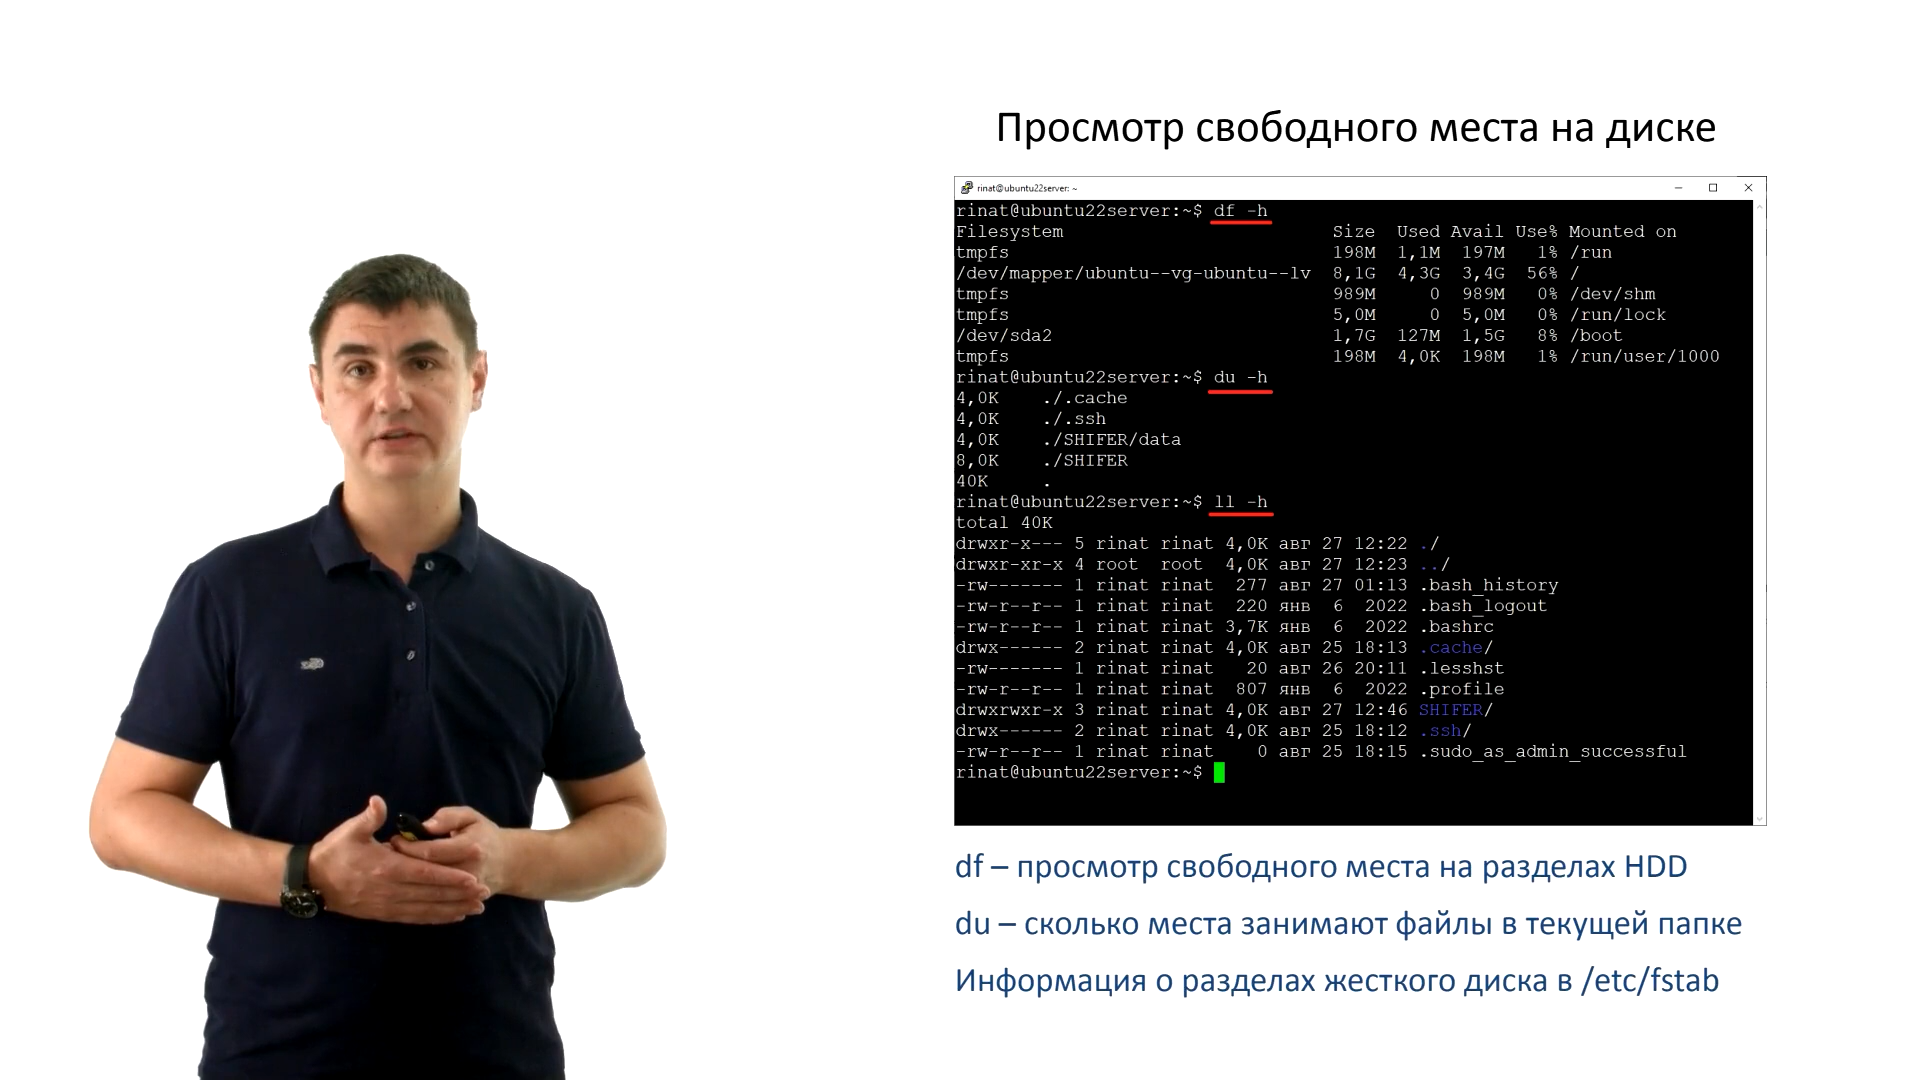 Просмотр свободного места на диске
rinat@ubuntu22server: ~
rinat@ubuntu22server:~$ df -h
Filesystem Size Used Avail Use% Mounted on
tmpfs 198M 1,1M 197M 1% /run
/dev/mapper/ubuntu--vg-ubuntu--lv 8,1G 4,3G 3,4G 56% /
tmpfs 989M 0 989M 0% /dev/shm
tmpfs 5,0M 0 5,0M 0% /run/lock
/dev/sda2 1,7G 127M 1,5G 8% /boot
tmpfs 198M 4,0K 198M 1% /run/user/1000
rinat@ubuntu22server:~$ du -h
4,0K ./.cache
4,0K ./.ssh
4,0K ./SHIFER/data
8,0K ./SHIFER
40K .
rinat@ubuntu22server:~$ ll -h
total 40K
drwxr-x--- 5 rinat rinat 4,0K авг 27 12:22 ./
drwxr-xr-x 4 root root 4,0K авг 27 12:23 ../
-rw------- 1 rinat rinat 277 авг 27 01:13 .bash_history
-rw-r--r-- 1 rinat rinat 220 янв 6 2022 .bash_logout
-rw-r--r-- 1 rinat rinat 3,7K янв 6 2022 .bashrc
drwx------ 2 rinat rinat 4,0K авг 25 18:13 .cache/
-rw------- 1 rinat rinat 20 авг 26 20:11 .lesshst
-rw-r--r-- 1 rinat rinat 807 янв 6 2022 .profile
drwxrwxr-x 3 rinat rinat 4,0K авг 27 12:46 SHIFER/
drwx------ 2 rinat rinat 4,0K авг 25 18:12 .ssh/
-rw-r--r-- 1 rinat rinat 0 авг 25 18:15 .sudo_as_admin_successful
rinat@ubuntu22server:~$
df – просмотр свободного места на разделах HDD
du – сколько места занимают файлы в текущей папке
Информация о разделах жесткого диска в /etc/fstab